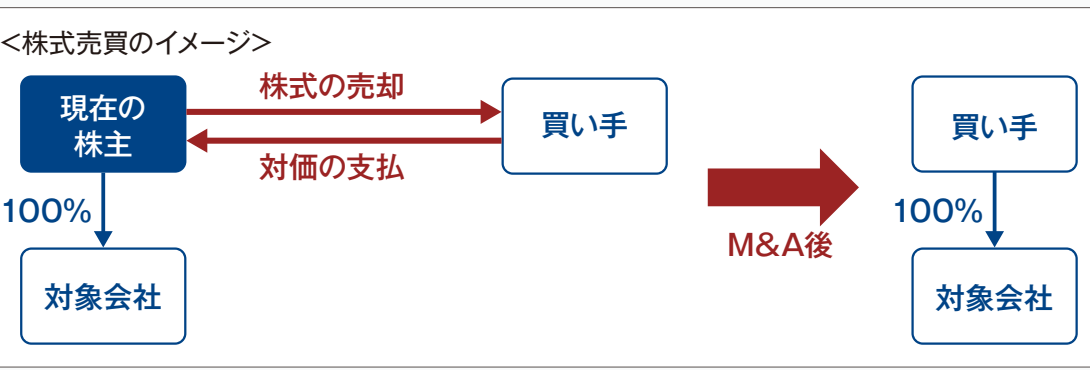 ＜株式売買のイメージ＞
現在の
株主
株式の売却
対価の支払
買い手
100%
対象会社
M&A後
買い手
100%
対象会社